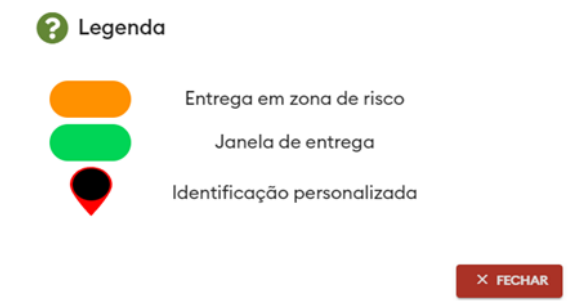 ? Legenda
Entrega em zona de risco
Janela de entrega
Identificação personalizada
× FECHAR